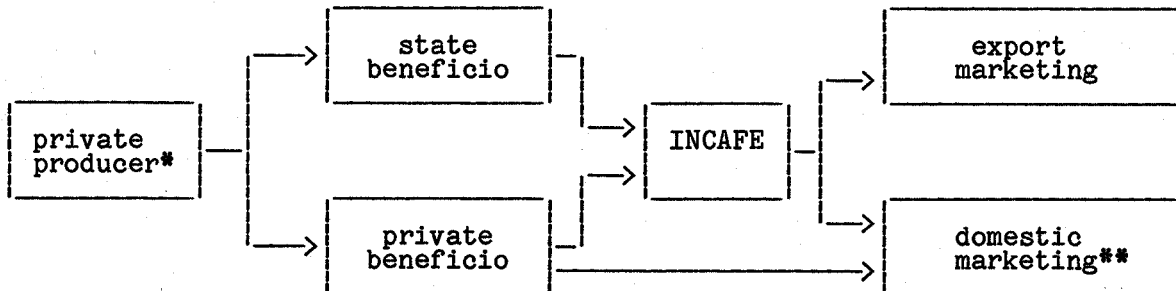 state
beneficio
export
marketing
private
producer*
INCAFE
private
beneficio
domestic
marketing**